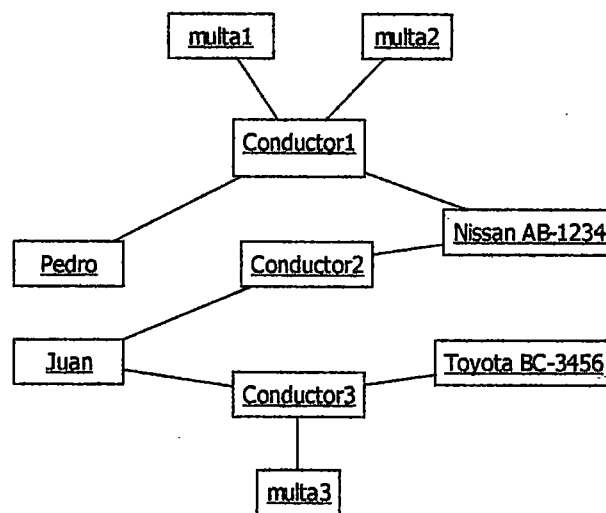 multa1
multa2
Conductor1
Nissan AB-1234
Pedro
Conductor2
Juan
Toyota BC-3456
Conductor3
multa3